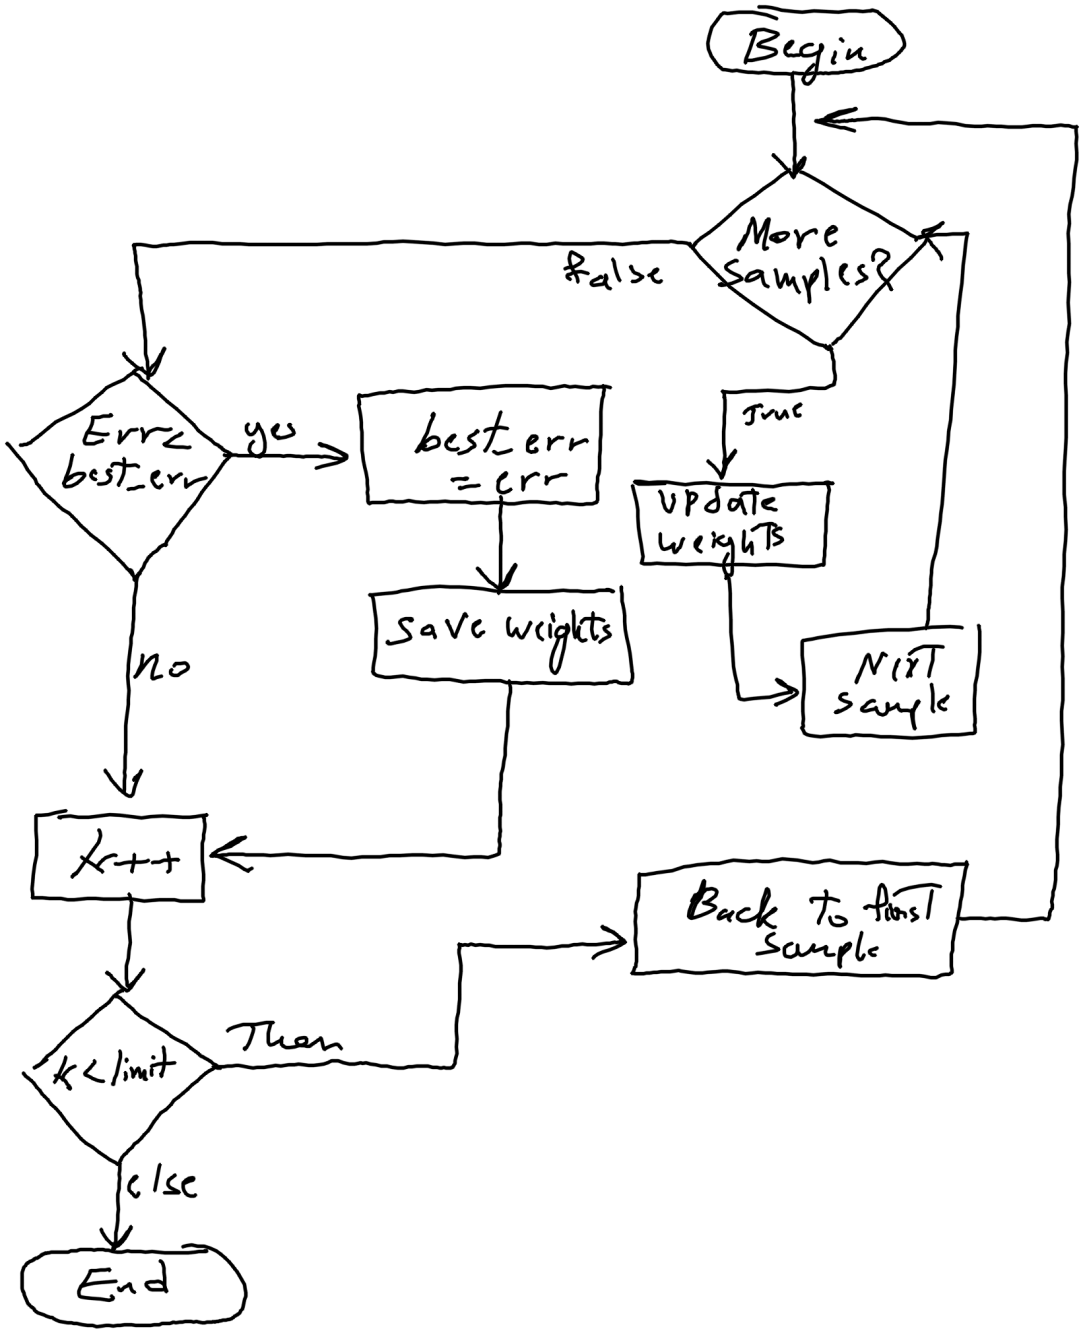 Begin
More
samples?
false
True
Err<
best_err
yes
best_err
= err
update
weights
save weights
no
Next
sample
k++
Back to first
sample
Then
k<limit
else
End